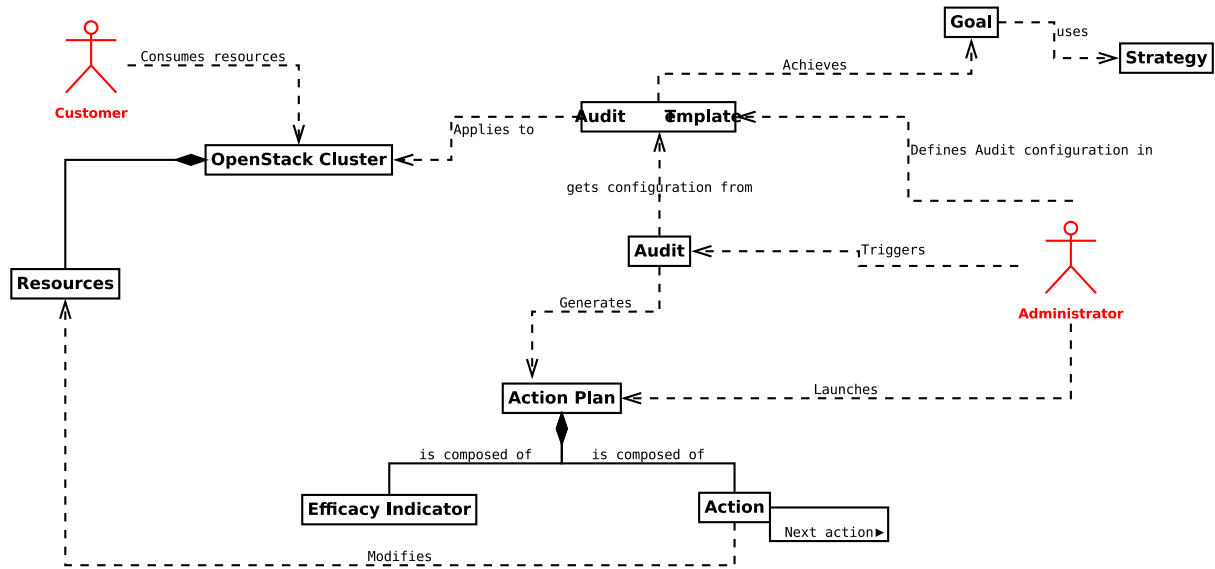 Goal
uses
Consumes resources
Achieves
Strategy
Customer
Audit Template
Applies to
Defines Audit configuration in
OpenStack Cluster
gets configuration from
Audit
Triggers
Resources
Generates
Administrator
Action Plan
Launches
is composed of
is composed of
Efficacy Indicator
Action
Next action
Modifies